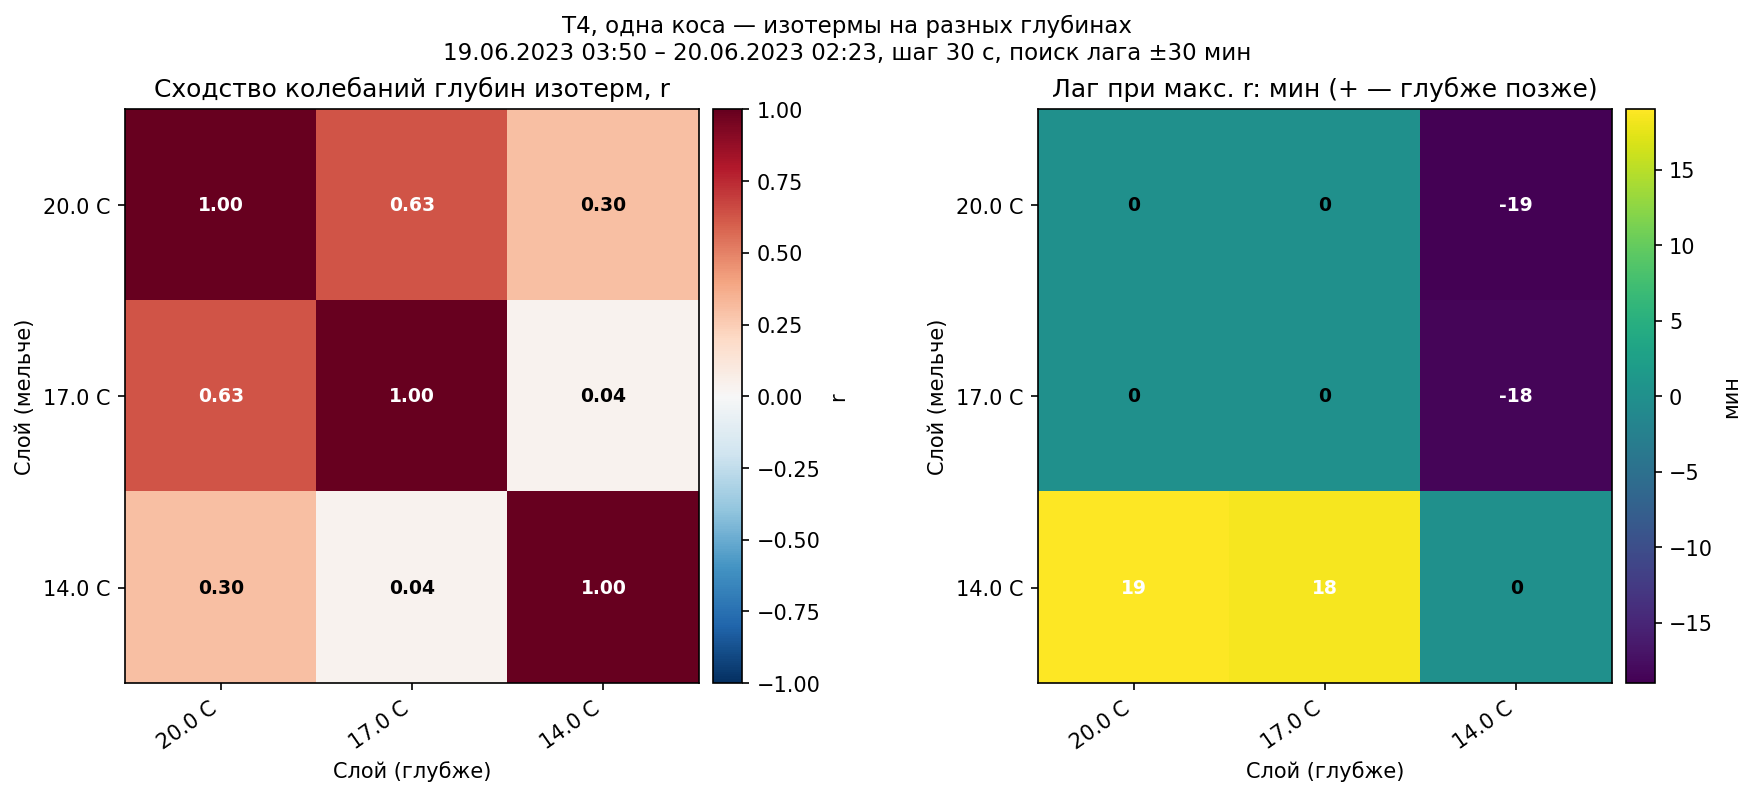 T4, одна коса — изотермы на разных глубинах
19.06.2023 03:50 – 20.06.2023 02:23, шаг 30 с, поиск лага ±30 мин
Сходство колебаний глубин изотерм, r
Слой (мельче)
20.0 C
17.0 C
14.0 C
1.00 0.63 0.30
0.63 1.00 0.04
0.30 0.04 1.00
20.0 C 17.0 C 14.0 C
Слой (глубже)
1.00
0.75
0.50
0.25
0.00
−0.25
−0.50
−0.75
−1.00
r
Лаг при макс. r: мин (+ — глубже позже)
Слой (мельче)
20.0 C
17.0 C
14.0 C
0 0 -19
0 0 -18
19 18 0
20.0 C 17.0 C 14.0 C
Слой (глубже)
15
10
5
0
−5
−10
−15
мин